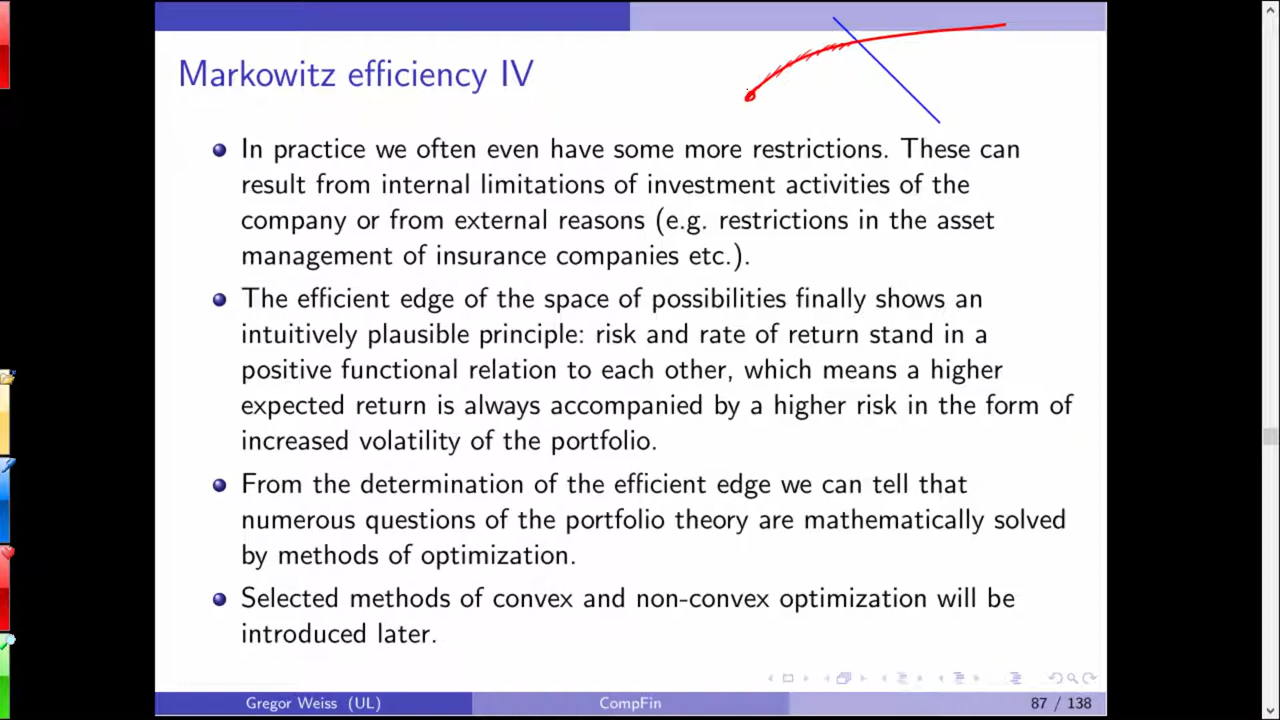 Markowitz efficiency IV
In practice we often even have some more restrictions. These can
result from internal limitations of investment activities of the
company or from external reasons (e.g. restrictions in the asset
management of insurance companies etc.).
The efficient edge of the space of possibilities finally shows an
intuitively plausible principle: risk and rate of return stand in a
positive functional relation to each other, which means a higher
expected return is always accompanied by a higher risk in the form of
increased volatility of the portfolio.
From the determination of the efficient edge we can tell that
numerous questions of the portfolio theory are mathematically solved
by methods of optimization.
Selected methods of convex and non-convex optimization will be
introduced later.
Gregor Weiss (UL) CompFin 87 / 138